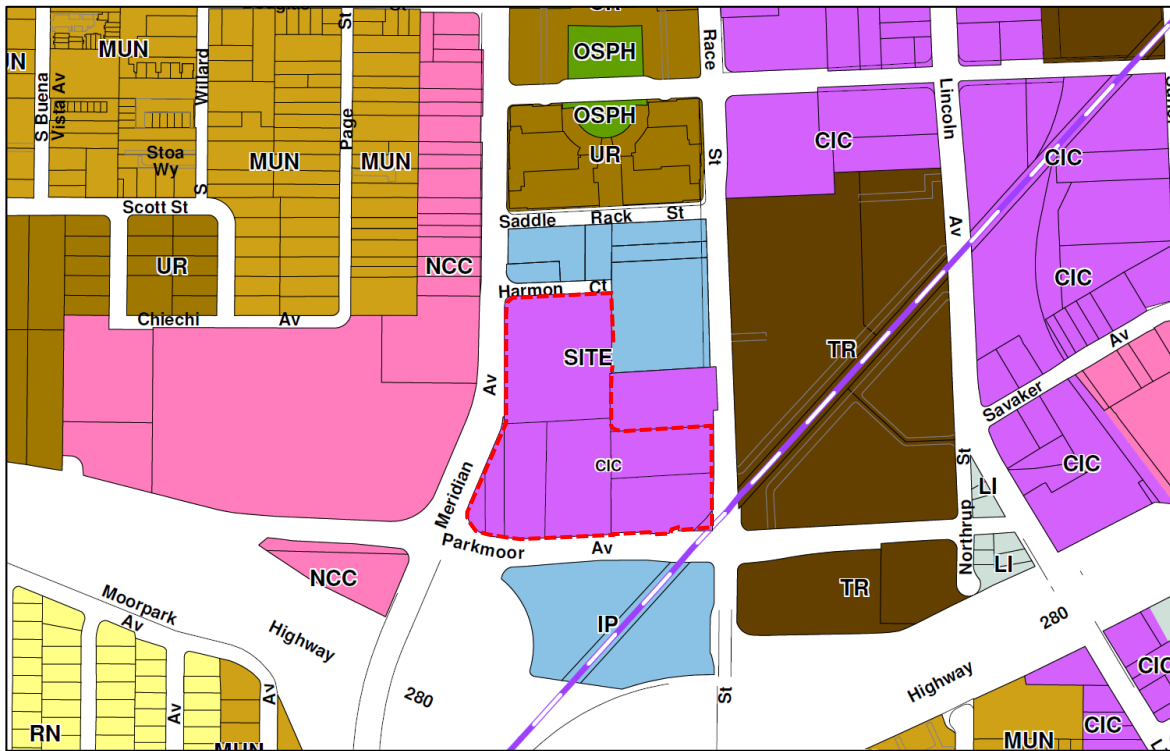 St
Race
OSPH
MUN
S Buena
Vista Av
Willard
Lincoln
OSPH
Page
CIC
CIC
Stoa
Wy
MUN
MUN
UR
St
S
Scott St
Saddle Rack St
Av
UR
NCC
CIC
Harmon Ct
Chiechi Av
SITE
TR
Av
Av
Savaker
CIC
CIC
Meridian
St
LI
Parkmoor Av
Northrup
LI
NCC
Moorpark
Av
TR
280
IP
Highway
CIC
Highway
280
St
Av
Av
RN
MUN
MUN
CIC